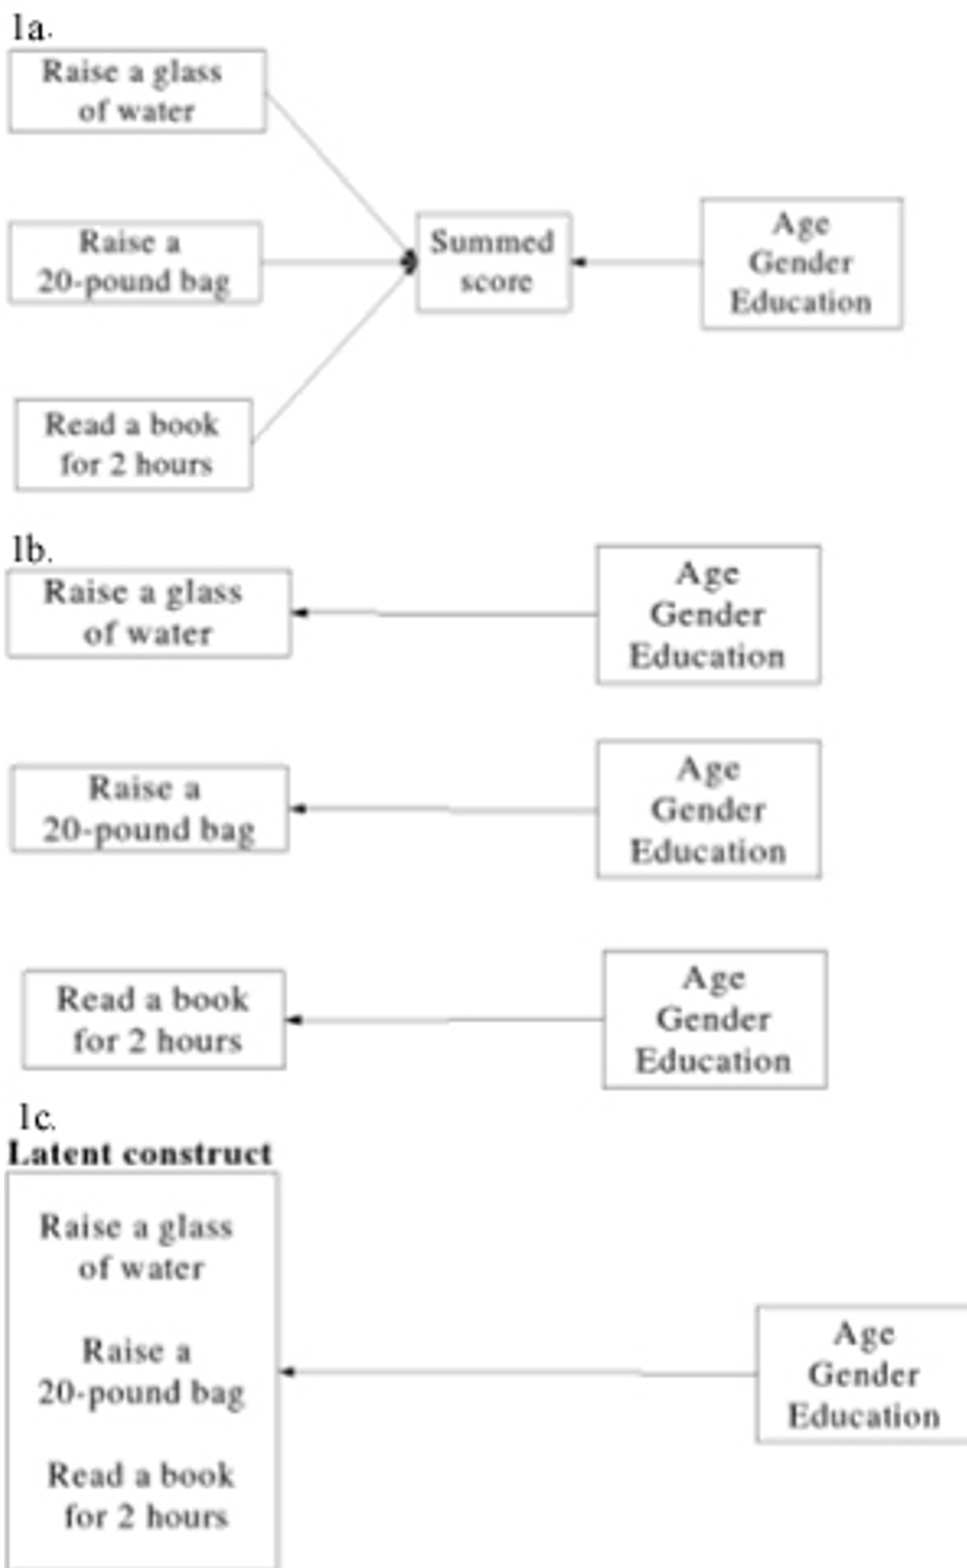 1a.
Raise a glass
of water
Raise a
20-pound bag
Read a book
for 2 hours
Summed
score
Age
Gender
Education
1b.
Raise a glass
of water
Age
Gender
Education
Raise a
20-pound bag
Age
Gender
Education
Read a book
for 2 hours
Age
Gender
Education
1c.
Latent construct
Raise a glass
of water
Raise a
20-pound bag
Read a book
for 2 hours
Age
Gender
Education